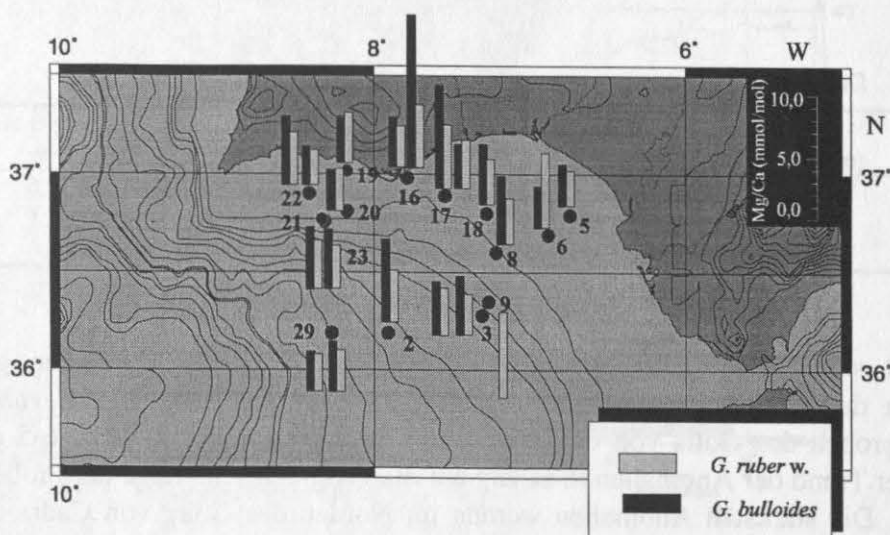 10° 8° 6° W
Mg/Ca (mmol/mol)
10,0
5,0
0,0
N
37° 37°
22 19 16 17 18 5
21 20 8 6
23
29 2 3 9
36° 36°
10°
G. ruber w.
G. bulloides